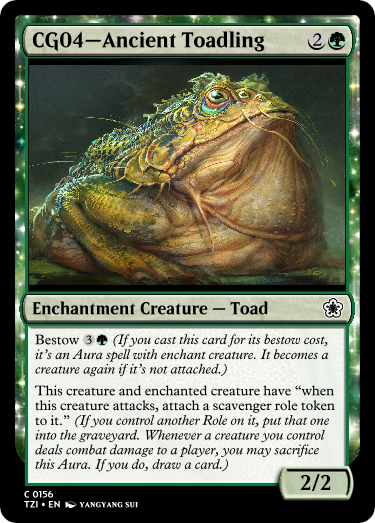 CG04—Ancient Toadling 2
Enchantment Creature — Toad
Bestow 3 (If you cast this card for its bestow cost,
it's an Aura spell with enchant creature. It becomes a
creature again if it's not attached.)
This creature and enchanted creature have “when
this creature attacks, attach a scavenger role token
to it.” (If you control another Role on it, put that one
into the graveyard. Whenever a creature you control
deals combat damage to a player, you may sacrifice
this Aura. If you do, draw a card.)
2/2
C 0156
TZI • EN YANGYANG SUI